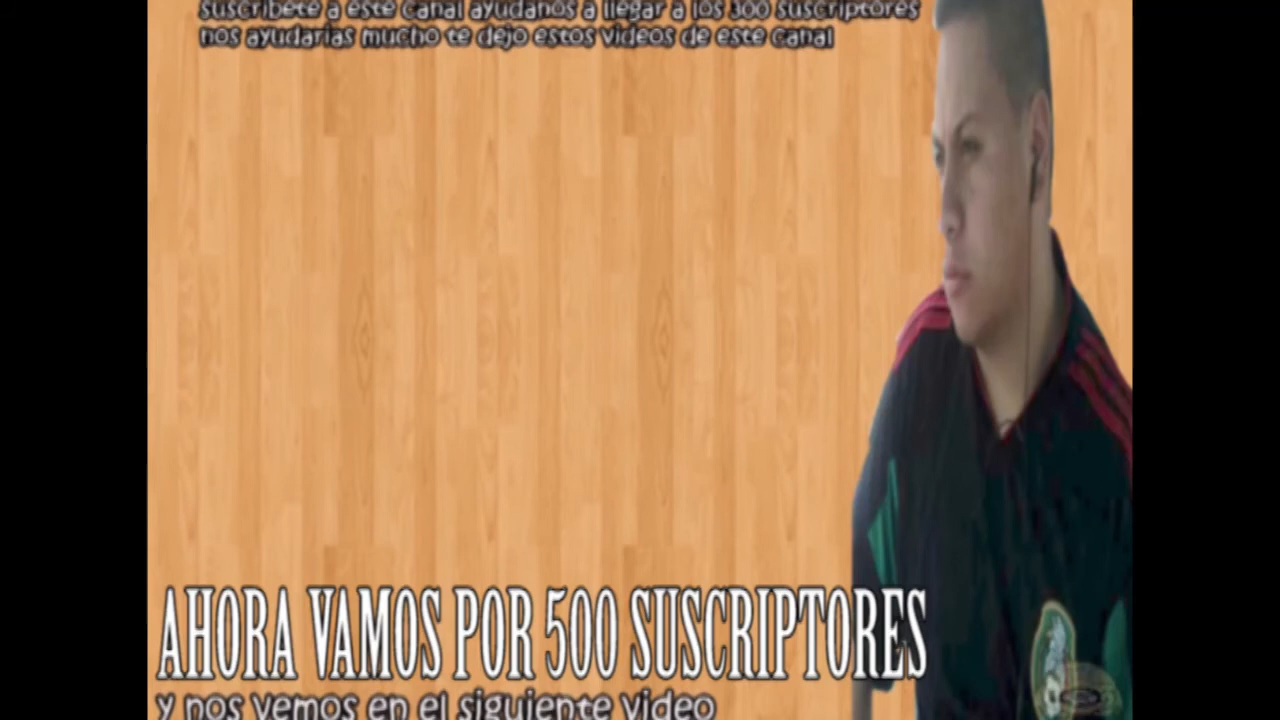 suscribete a este canal ayudanos a llegar a los 300 suscriptores
nos ayudarias mucho te dejo estos videos de este canal
AHORA VAMOS POR 500 SUSCRIPTORES
y nos vemos en el siguiente video